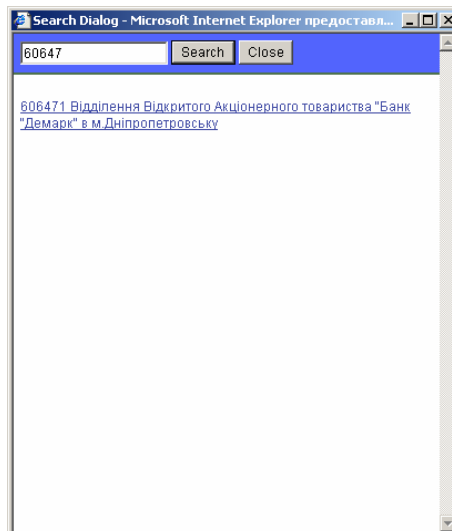 Search Dialog - Microsoft Internet Explorer предоставл...
60647 Search Close
606471 Відділення Відкритого Акціонерного товариства "Банк
"Демарк" в м.Дніпропетровську